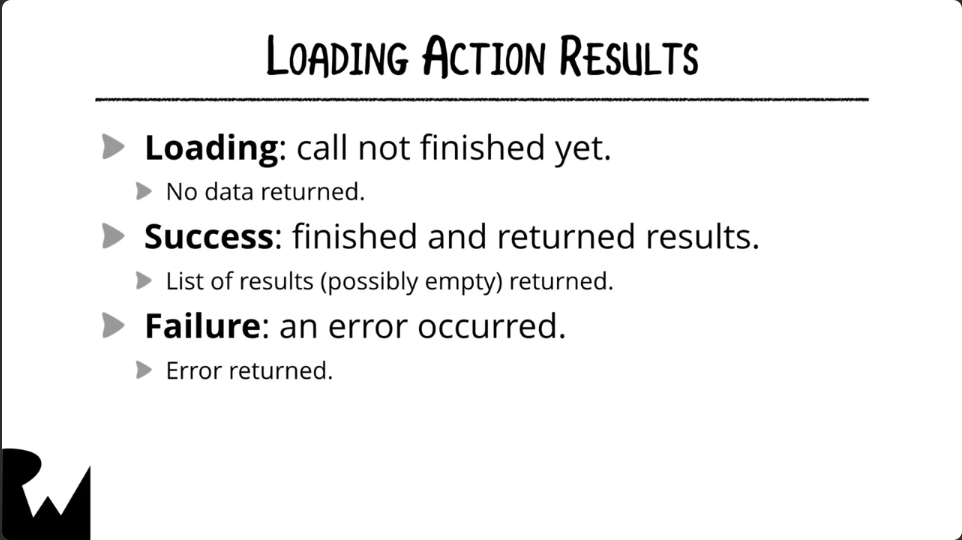 LOADING ACTION RESULTS
Loading: call not finished yet.
No data returned.
Success: finished and returned results.
List of results (possibly empty) returned.
Failure: an error occurred.
Error returned.
RW